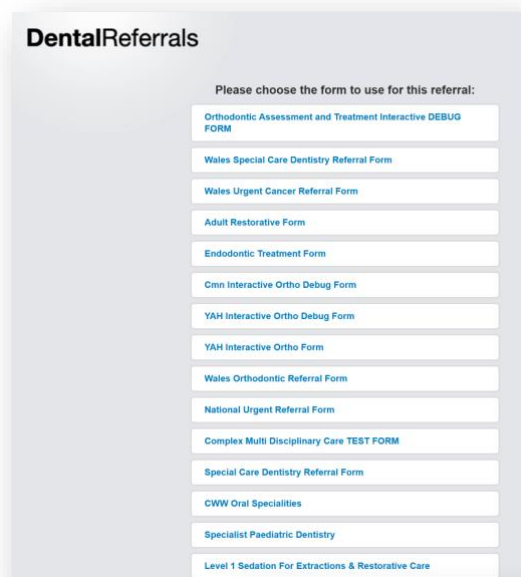 DentalReferrals
Please choose the form to use for this referral:
Orthodontic Assessment and Treatment Interactive DEBUG
FORM
Wales Special Care Dentistry Referral Form
Wales Urgent Cancer Referral Form
Adult Restorative Form
Endodontic Treatment Form
Cmn Interactive Ortho Debug Form
YAH Interactive Ortho Debug Form
YAH Interactive Ortho Form
Wales Orthodontic Referral Form
National Urgent Referral Form
Complex Multi Disciplinary Care TEST FORM
Special Care Dentistry Referral Form
CWW Oral Specialities
Specialist Paediatric Dentistry
Level 1 Sedation For Extractions & Restorative Care